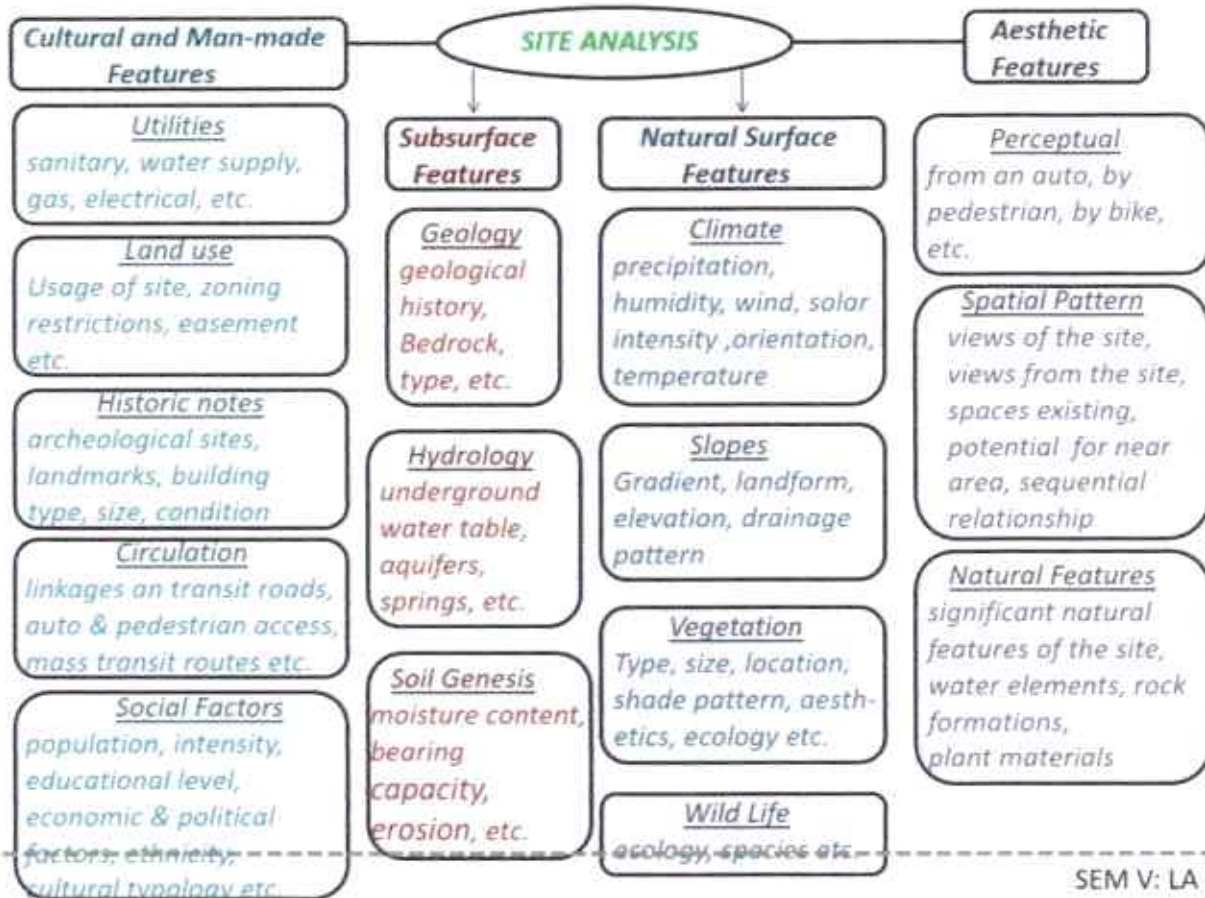 SITE ANALYSIS
Cultural and Man-made
Features
Utilities
sanitary, water supply,
gas, electrical, etc.
Land use
Usage of site, zoning
restrictions, easement
etc.
Historic notes
archeological sites,
landmarks, building
type, size, condition
Circulation
linkages an transit roads,
auto & pedestrian access,
mass transit routes etc.
Social Factors
population, intensity,
educational level,
economic & political
factors, ethnicity,
cultural typology etc.
Subsurface
Features
Geology
geological
history,
Bedrock,
type, etc.
Hydrology
underground
water table,
aquifers,
springs, etc.
Soil Genesis
moisture content,
bearing
capacity,
erosion, etc.
Natural Surface
Features
Climate
precipitation,
humidity, wind, solar
intensity ,orientation,
temperature
Slopes
Gradient, landform,
elevation, drainage
pattern
Vegetation
Type, size, location,
shade pattern, aesth-
etics, ecology etc.
Wild Life
ecology, species etc
Aesthetic
Features
Perceptual
from an auto, by
pedestrian, by bike,
etc.
Spatial Pattern
views of the site,
views from the site,
spaces existing,
potential for near
area, sequential
relationship
Natural Features
significant natural
features of the site,
water elements, rock
formations,
plant materials
SEM V: LA